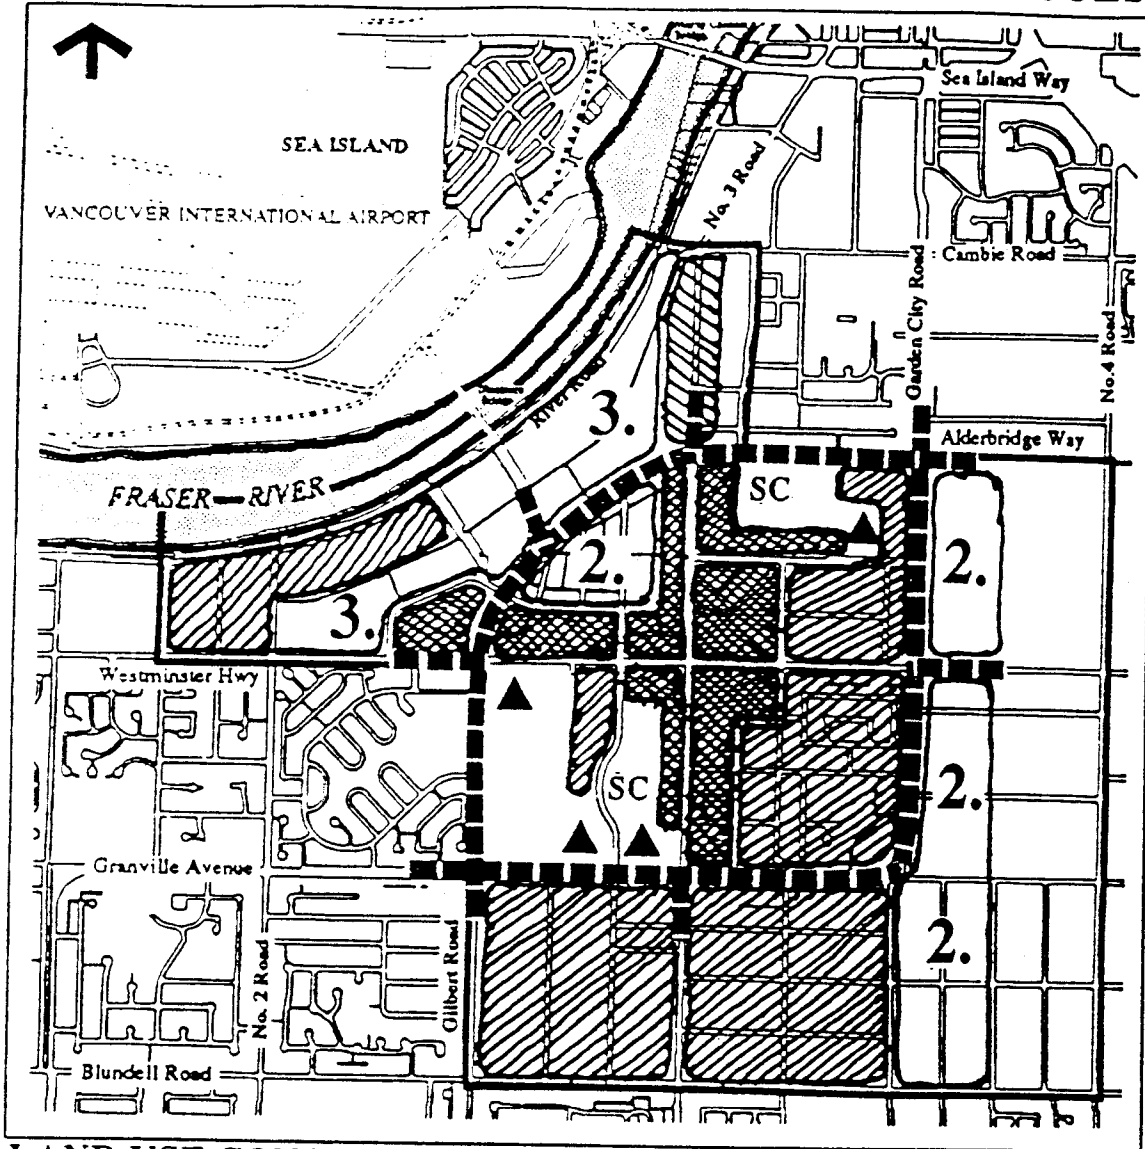 Sea Island Way
SEA ISLAND
No. 3 Road
VANCOUVER INTERNATIONAL AIRPORT
Cambie Road
Garden City Road
No. 4 Road
River Road
3.
Alderbridge Way
SC
FRASER RIVER
2.
2.
3.
Westminster Hwy
SC
2.
Granville Avenue
2.
Gilbert Road
No. 2 Road
Blundell Road